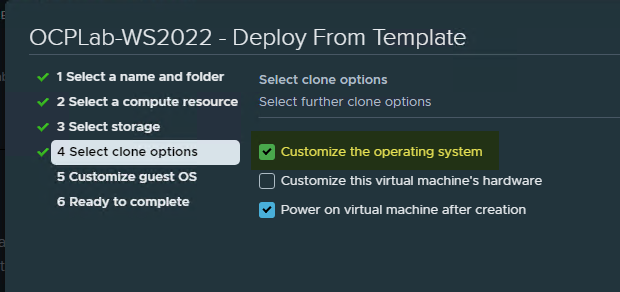 OCPLab-WS2022 - Deploy From Template
1 Select a name and folder
2 Select a compute resource
3 Select storage
4 Select clone options
5 Customize guest OS
6 Ready to complete
Select clone options
Select further clone options
Customize the operating system
Customize this virtual machine's hardware
Power on virtual machine after creation